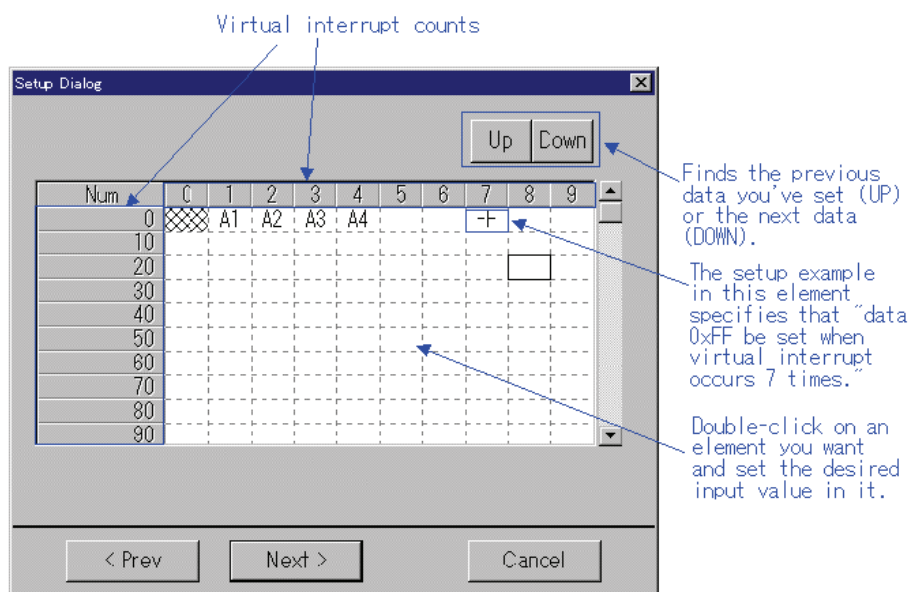 Virtual interrupt counts
Setup Dialog
Up Down
Finds the previous
data you've set (UP)
or the next data
(DOWN).
Num 0 1 2 3 4 5 6 7 8 9
0 A1 A2 A3 A4
10
20
30
40
50
60
70
80
90
The setup example
in this element
specifies that "data
0xFF be set when
virtual interrupt
occurs 7 times."
Double-click on an
element you want
and set the desired
input value in it.
< Prev Next > Cancel